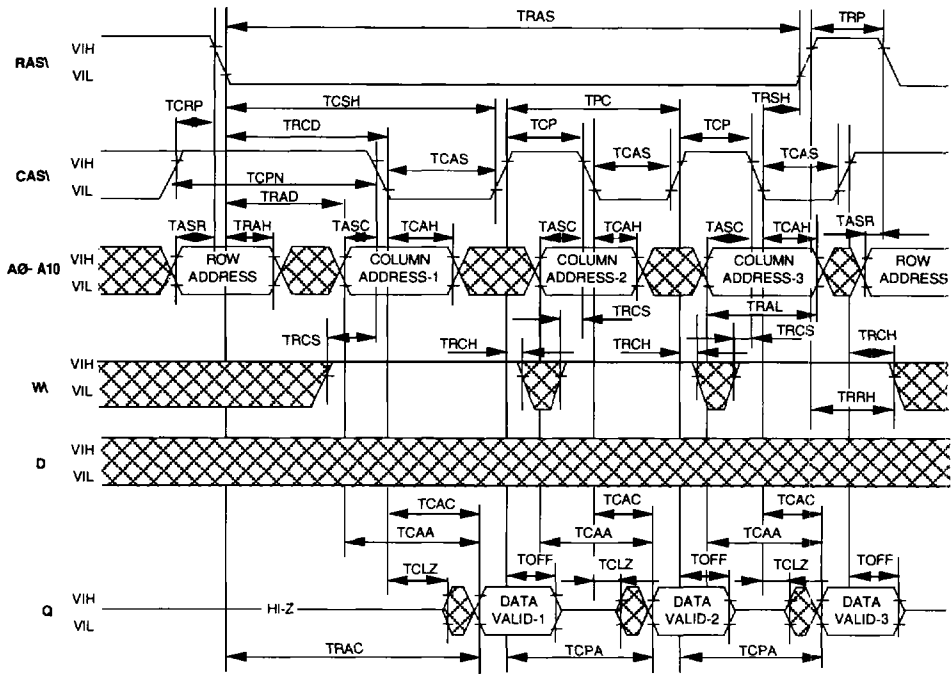 TRAS
TRP
RAS\
VIH
VIL
TCRP
TCSH
TPC
TRSH
TRCD
TCP
TCP
CAS\
VIH
VIL
TCPN
TCAS
TCAS
TCAS
TRAD
TASR
TRAH
TASC
TCAH
TASC
TCAH
TASC
TCAH
TASR
AØ- A10
VIH
VIL
ROW
ADDRESS
COLUMN
ADDRESS-1
COLUMN
ADDRESS-2
COLUMN
ADDRESS-3
ROW
ADDRESS
TRAL
TRCS
TRCS
TRCS
TRCH
TRCH
TRCH
W\
VIH
VIL
TRRH
D
VIH
VIL
TCAC
TCAC
TCAC
TCAA
TCAA
TCAA
TCLZ
TOFF
TCLZ
TOFF
TCLZ
TOFF
Q
VIH
VIL
HI-Z
DATA
VALID-1
DATA
VALID-2
DATA
VALID-3
TRAC
TCPA
TCPA